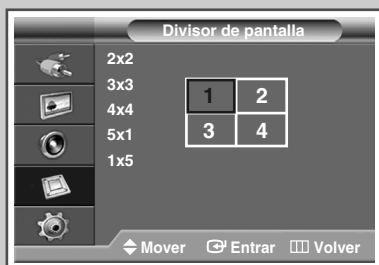 Divisor de pantalla
2x2
3x3
4x4
5x1
1x5
1 2
3 4
Mover Entrar Volver